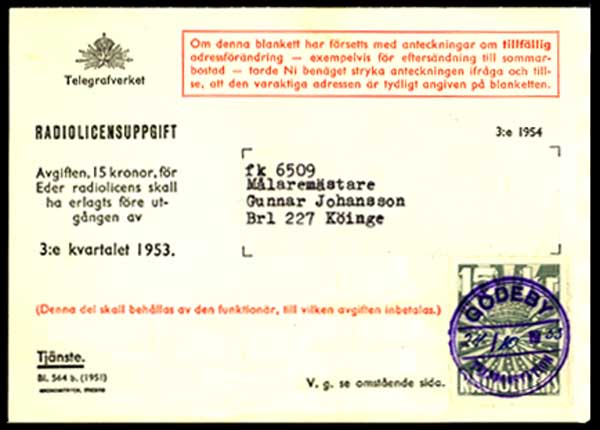 Telegrafverket
Om denna blankett har försetts med anteckningar om tillfällig
adressförändring — exempelvis för eftersändning till sommar-
bostad — torde Ni benäget stryka anteckningen ifråga och till-
se, att den varaktiga adressen är tydligt angiven på blanketten.
RADIOLICENSUPPGIFT
3:e 1954
Avgiften, 15 kronor, för
Eder radiolicens skall
ha erlagts före ut-
gången av
3:e kvartalet 1953.
fk 6509
Målaremästare
Gunnar Johansson
Brl 227 Köinge
(Denna del skall behållas av den funktionär, till vilken avgiften inbetalas.)
15 kr
GÖDEBY
RADIOLICENS
Tjänste.
Bl. 564 b. (1951)
V. g. se omstående sida.